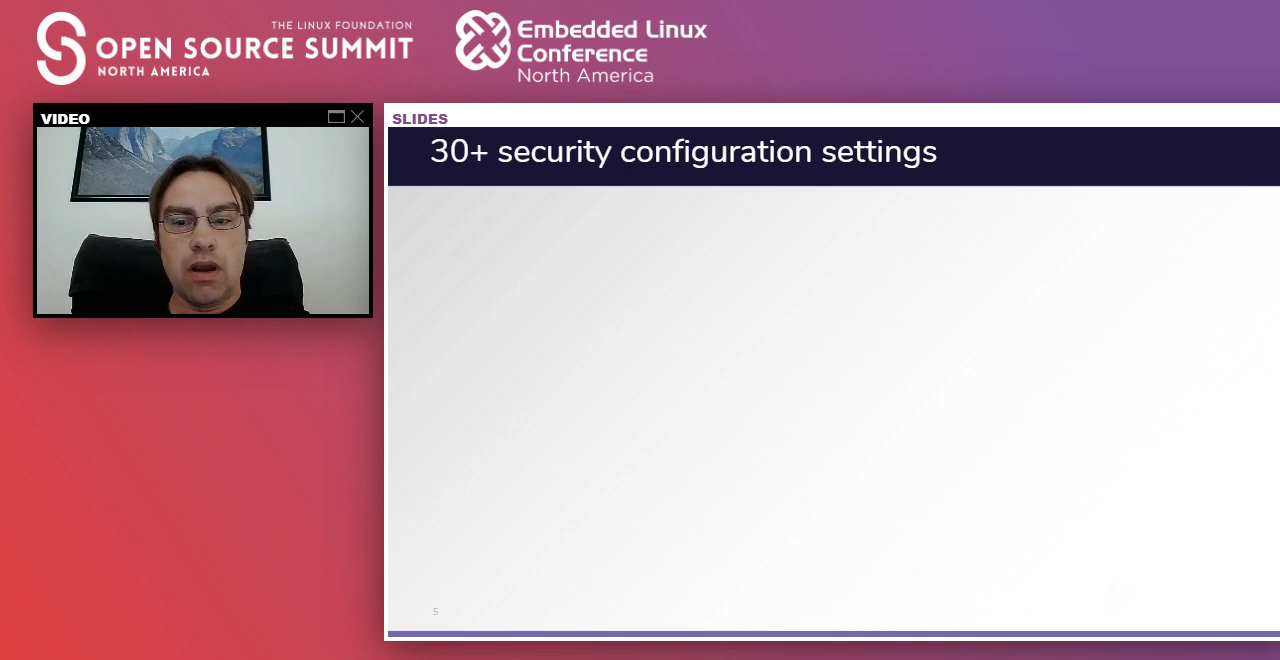 THE LINUX FOUNDATION
OPEN SOURCE SUMMIT
NORTH AMERICA
Embedded Linux
Conference
North America
VIDEO
SLIDES
30+ security configuration settings
5